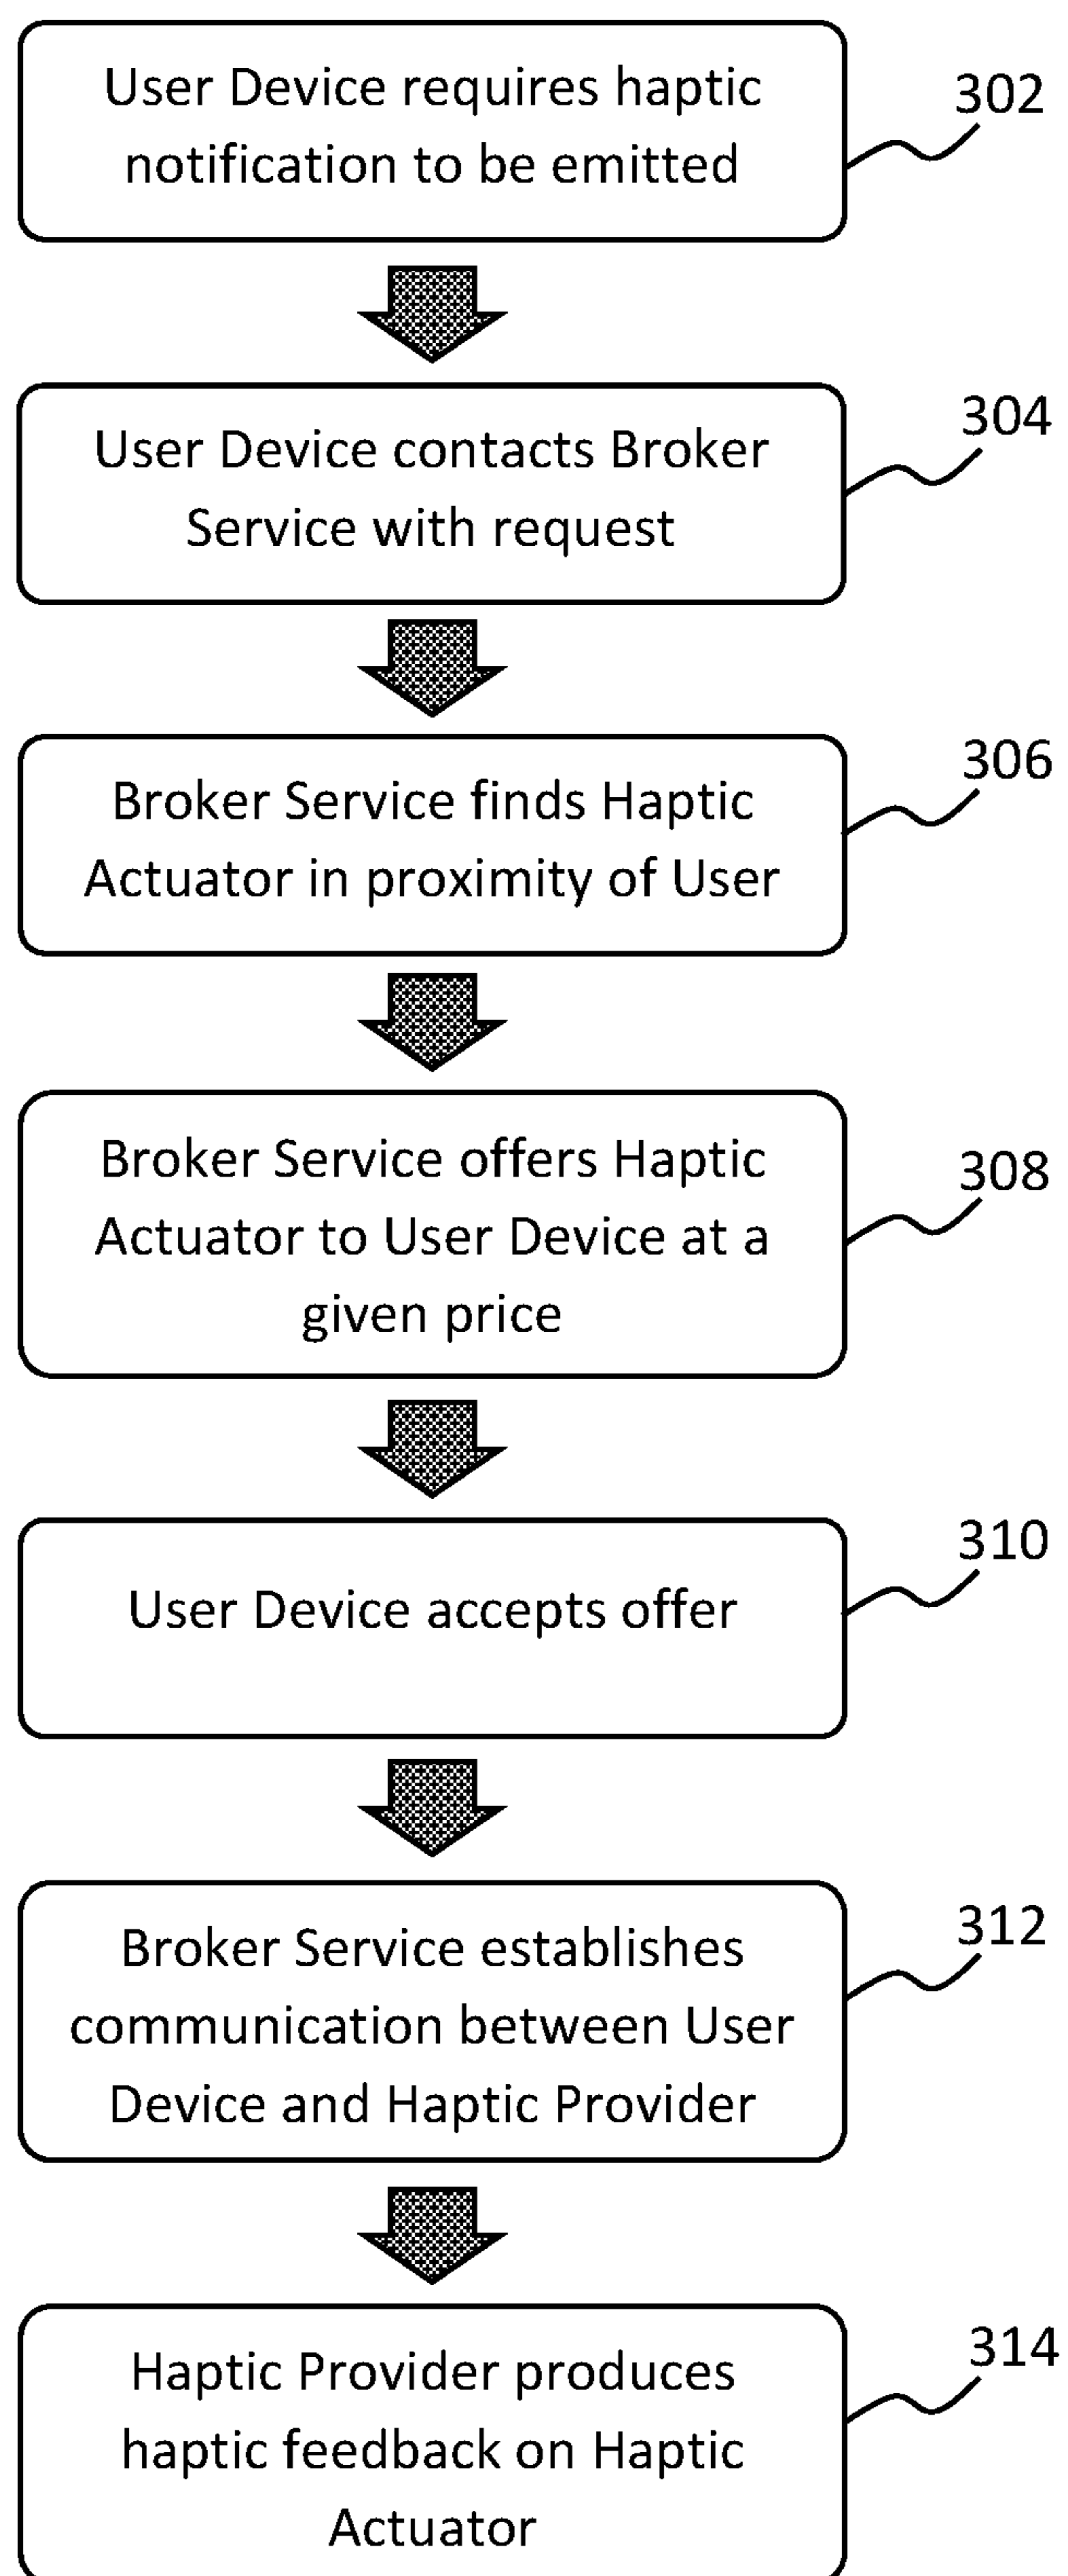 User Device requires haptic
notification to be emitted
302
User Device contacts Broker
Service with request
304
Broker Service finds Haptic
Actuator in proximity of User
306
Broker Service offers Haptic
Actuator to User Device at a
given price
308
User Device accepts offer
310
Broker Service establishes
communication between User
Device and Haptic Provider
312
Haptic Provider produces
haptic feedback on Haptic
Actuator
314